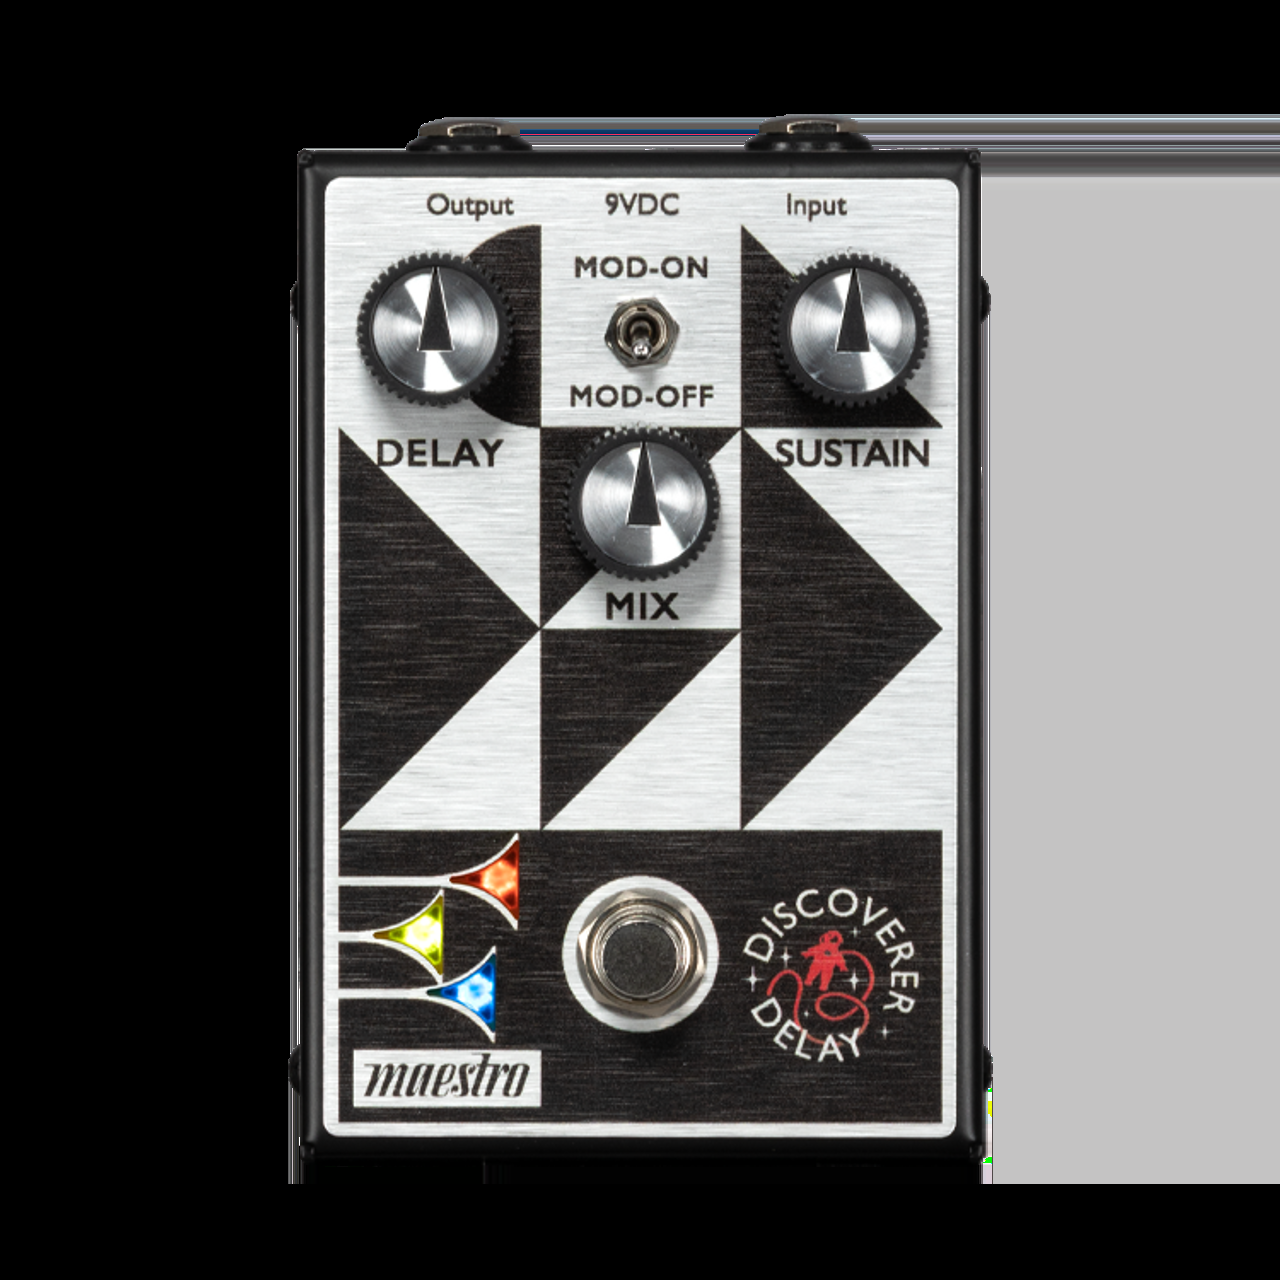 Output 9VDC Input
MOD-ON
MOD-OFF
DELAY SUSTAIN
MIX
DISCOVERER
DELAY
maestro